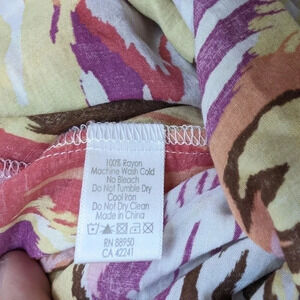 100% Rayon
Machine Wash Cold
No Bleach
Do Not Tumble Dry
Cool Iron
Do Not Dry Clean
Made in China
RN 88950
CA 42241